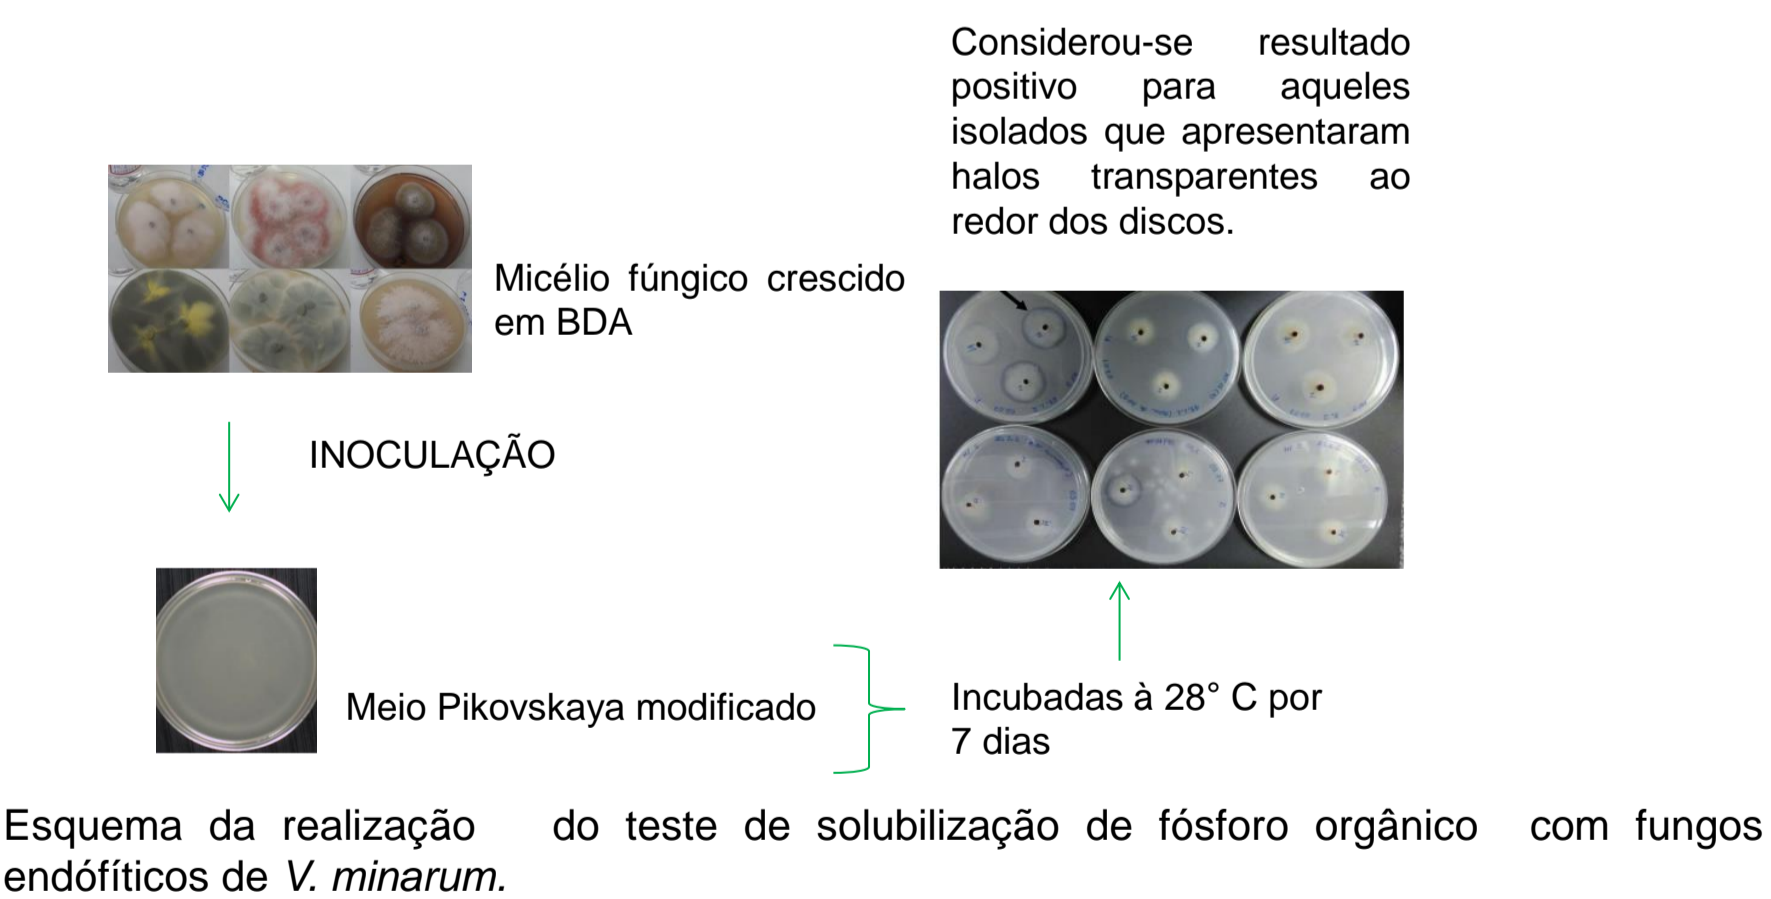 Considerou-se resultado
positivo para aqueles
isolados que apresentaram
halos transparentes ao
redor dos discos.
Micélio fúngico crescido
em BDA
INOCULAÇÃO
Meio Pikovskaya modificado
Incubadas à 28° C por
7 dias
Esquema da realização do teste de solubilização de fósforo orgânico com fungos
endófíticos de V. minarum.